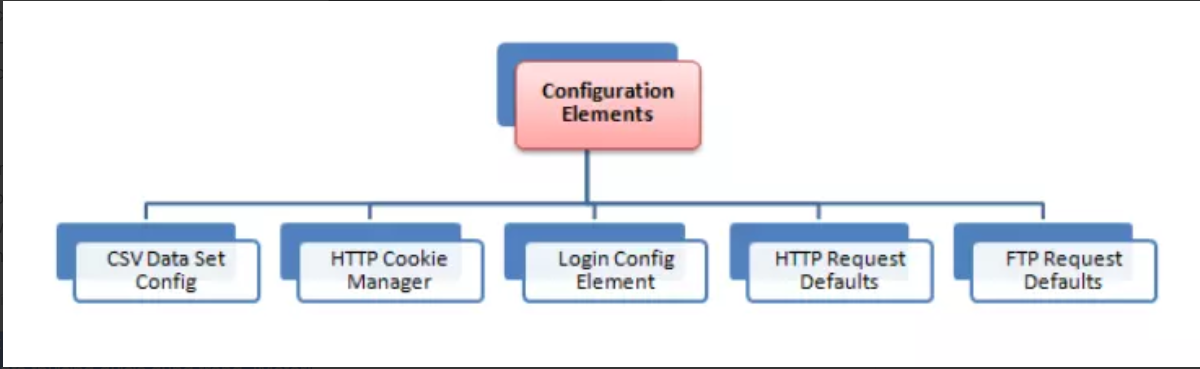 Configuration
Elements
CSV Data Set
Config
HTTP Cookie
Manager
Login Config
Element
HTTP Request
Defaults
FTP Request
Defaults